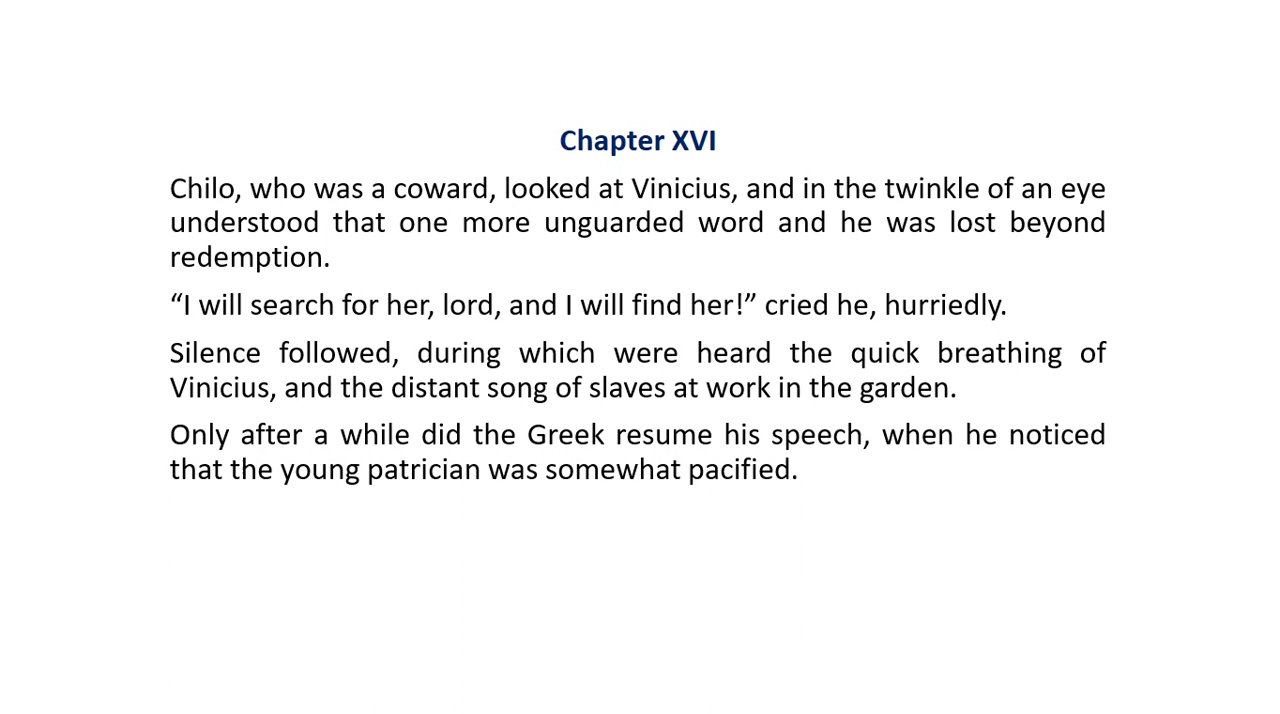 Chapter XVI
Chilo, who was a coward, looked at Vinicius, and in the twinkle of an eye
understood that one more unguarded word and he was lost beyond
redemption.
“I will search for her, lord, and I will find her!” cried he, hurriedly.
Silence followed, during which were heard the quick breathing of
Vinicius, and the distant song of slaves at work in the garden.
Only after a while did the Greek resume his speech, when he noticed
that the young patrician was somewhat pacified.